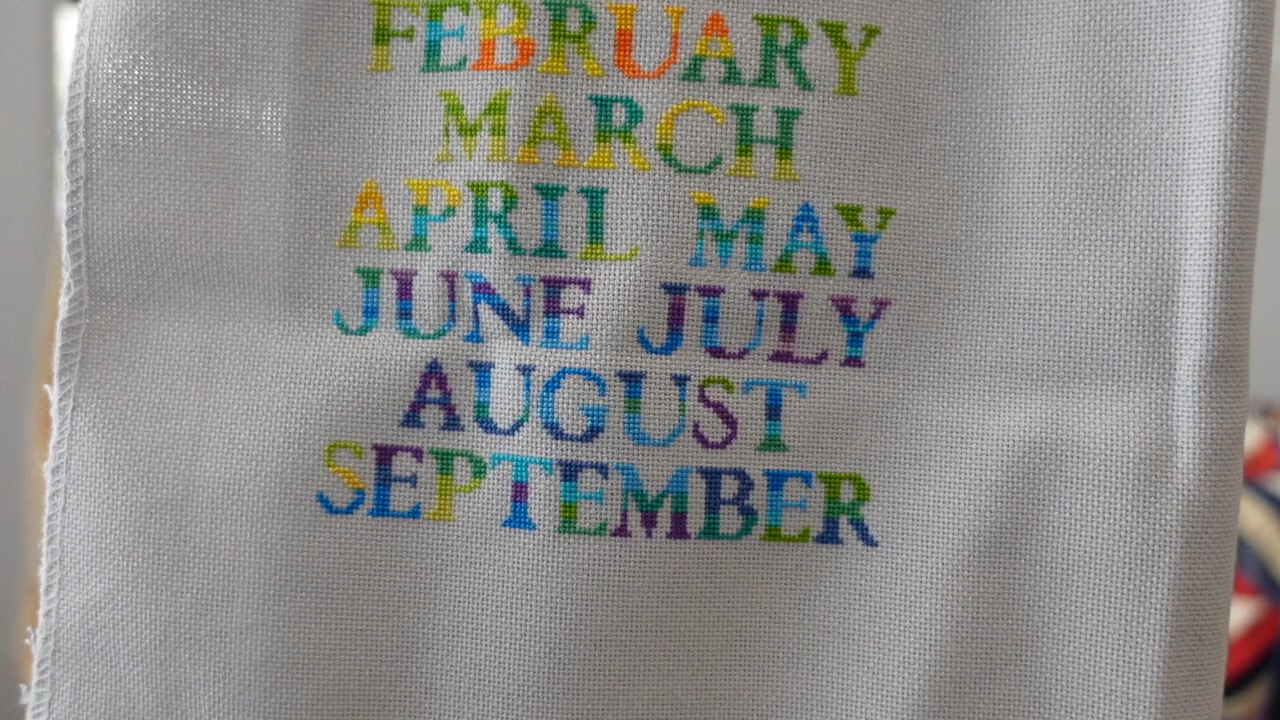 FEBRUARY
MARCH
APRIL MAY
JUNE JULY
AUGUST
SEPTEMBER